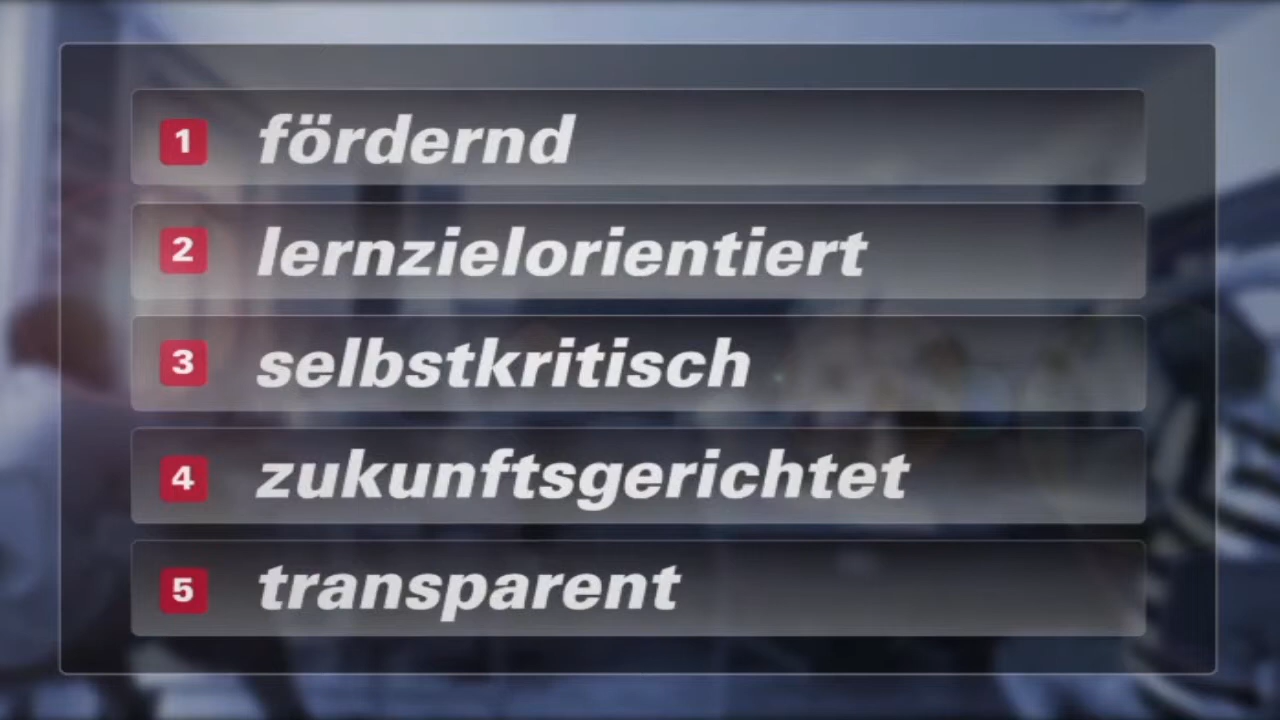 1 fördernd
2 lernzielorientiert
3 selbstkritisch
4 zukunftsgerichtet
5 transparent